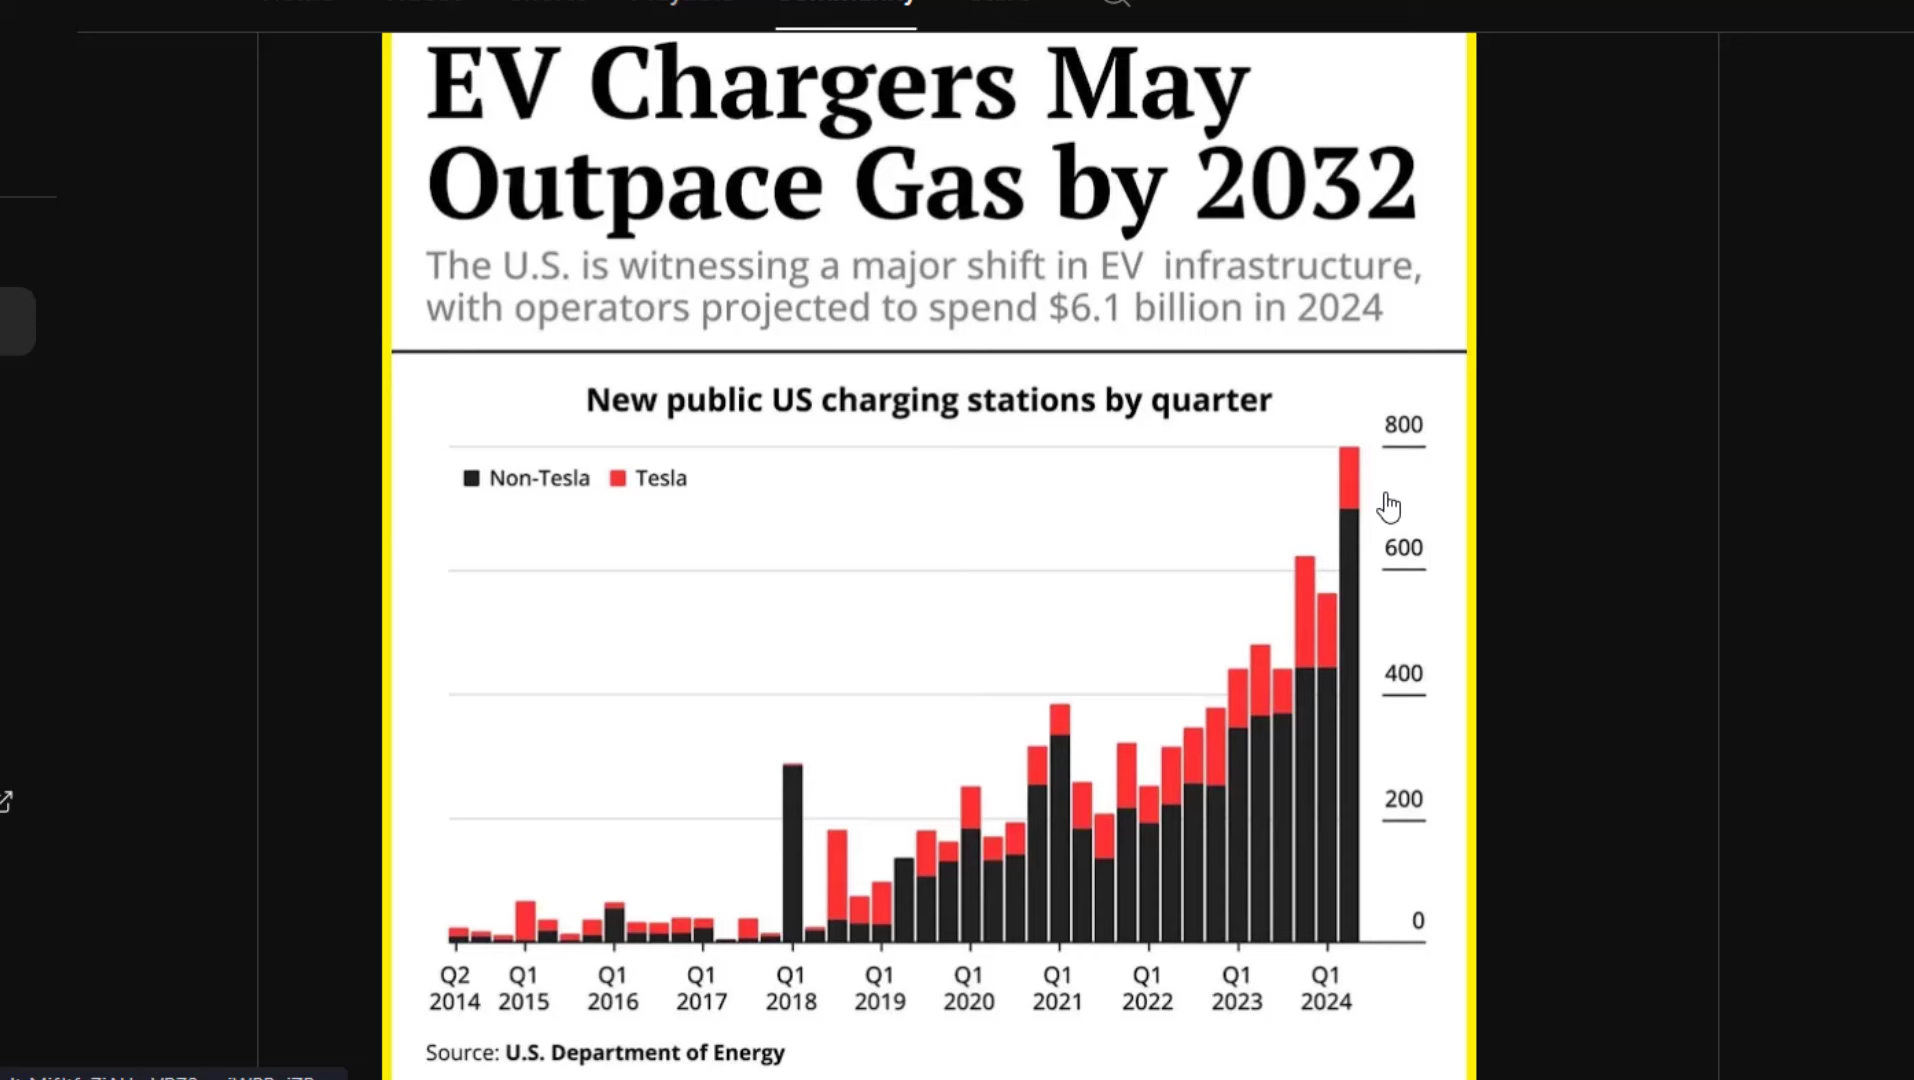 EV Chargers May
Outpace Gas by 2032
The U.S. is witnessing a major shift in EV infrastructure,
with operators projected to spend $6.1 billion in 2024
New public US charging stations by quarter
800
Non-Tesla Tesla
600
400
200
0
Q2 Q1 Q1 Q1 Q1 Q1 Q1 Q1 Q1 Q1 Q1
2014 2015 2016 2017 2018 2019 2020 2021 2022 2023 2024
Source: U.S. Department of Energy